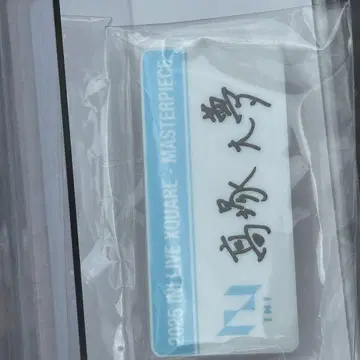 2025 INI LIVE XQUARE - MASTERPIECE
高塚 大夢
INI